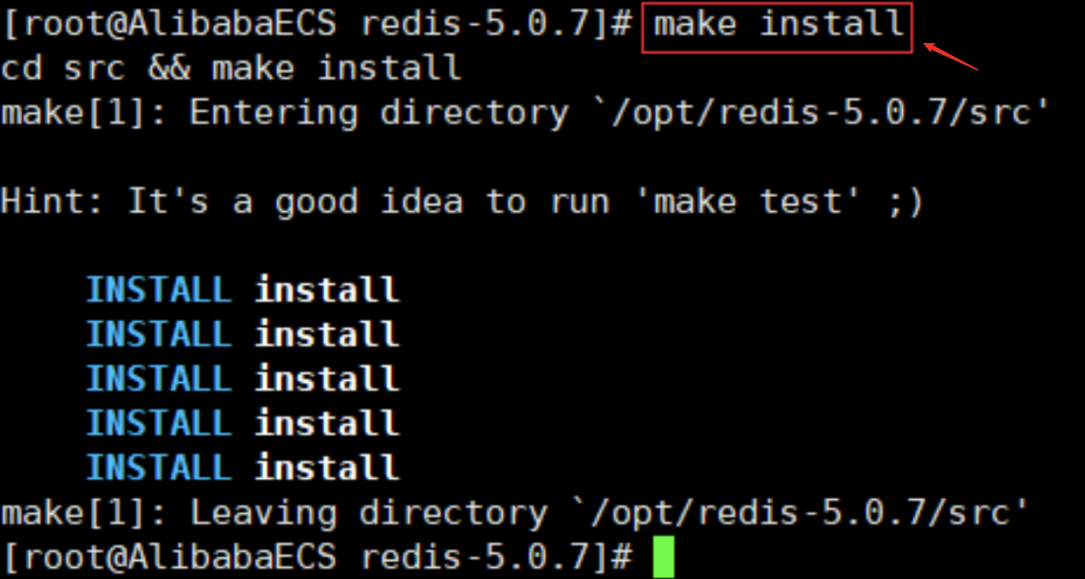 [root@AlibabaECS redis-5.0.7]# make install
cd src && make install
make[1]: Entering directory `/opt/redis-5.0.7/src'
Hint: It's a good idea to run 'make test' ;)
INSTALL install
INSTALL install
INSTALL install
INSTALL install
INSTALL install
make[1]: Leaving directory `/opt/redis-5.0.7/src'
[root@AlibabaECS redis-5.0.7]#